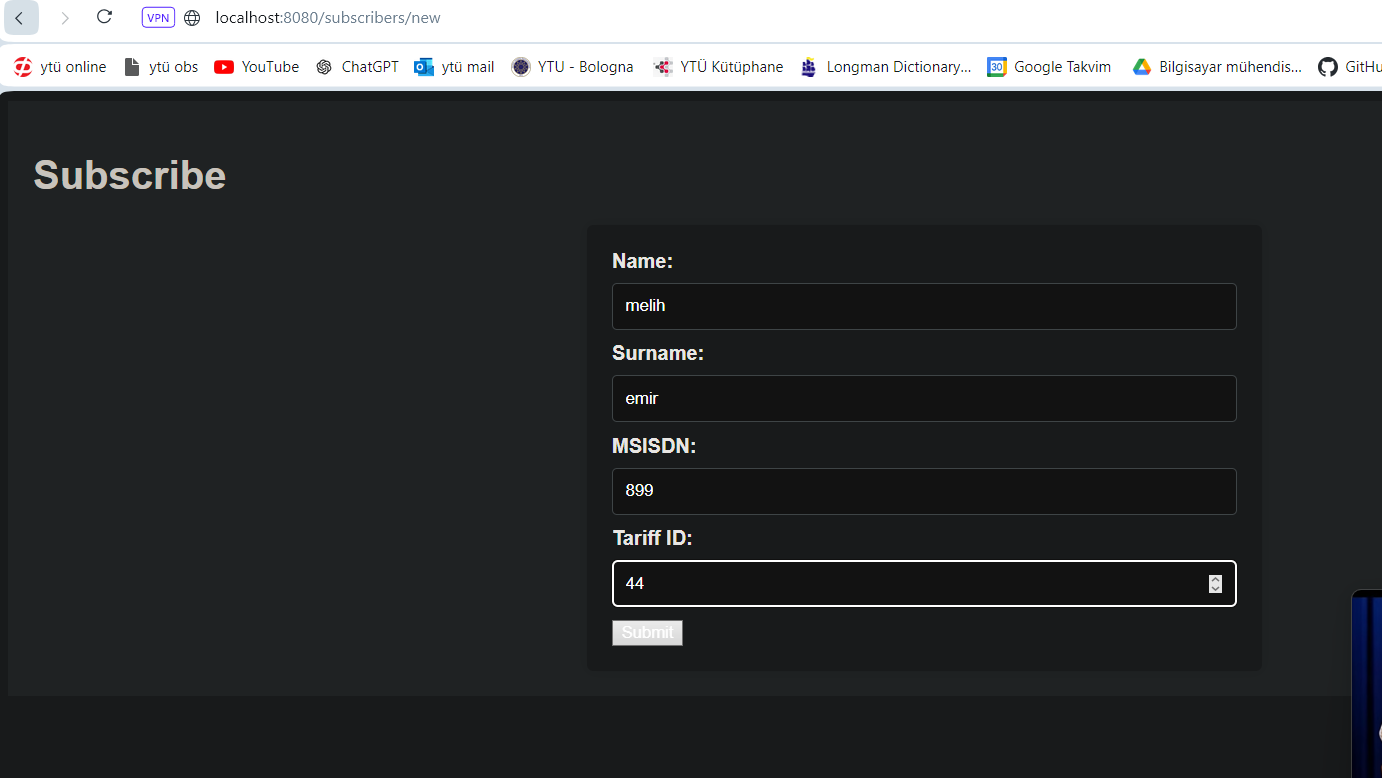 VPN localhost:8080/subscribers/new
ytü online ytü obs YouTube ChatGPT ytü mail YTU - Bologna YTÜ Kütüphane Longman Dictionary... 30 Google Takvim Bilgisayar mühendis... GitHu
Subscribe
Name:
melih
Surname:
emir
MSISDN:
899
Tariff ID:
44
Submit